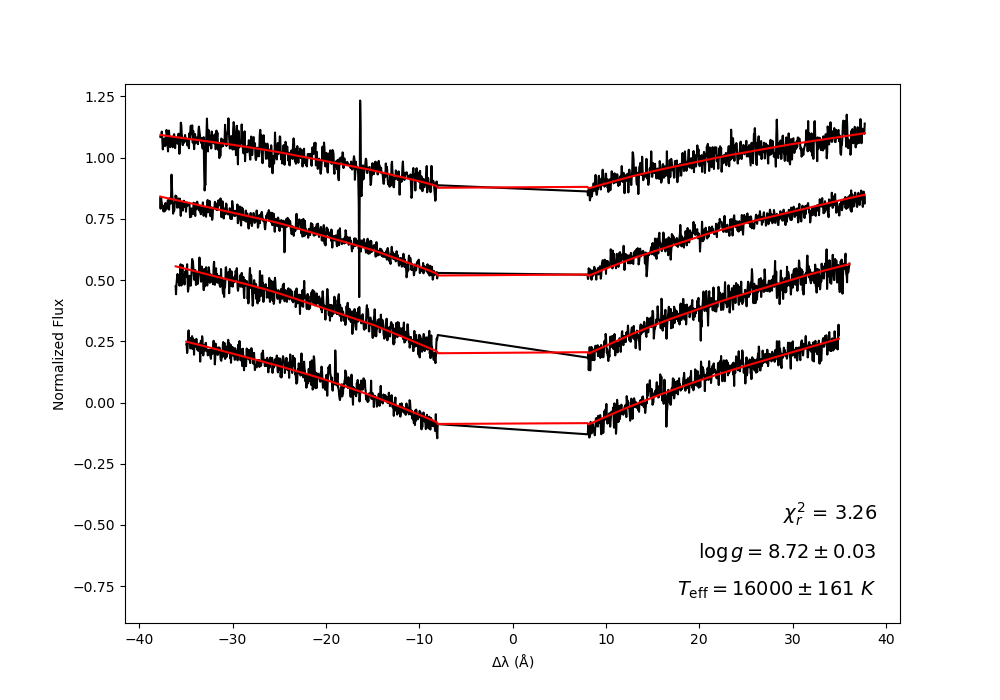 1.25
1.00
0.75
0.50
0.25
0.00
−0.25
−0.50
−0.75
Normalized Flux
χ²ᵣ = 3.26
log g = 8.72 ± 0.03
T_eff = 16000 ± 161 K
−40 −30 −20 −10 0 10 20 30 40
Δλ (Å)